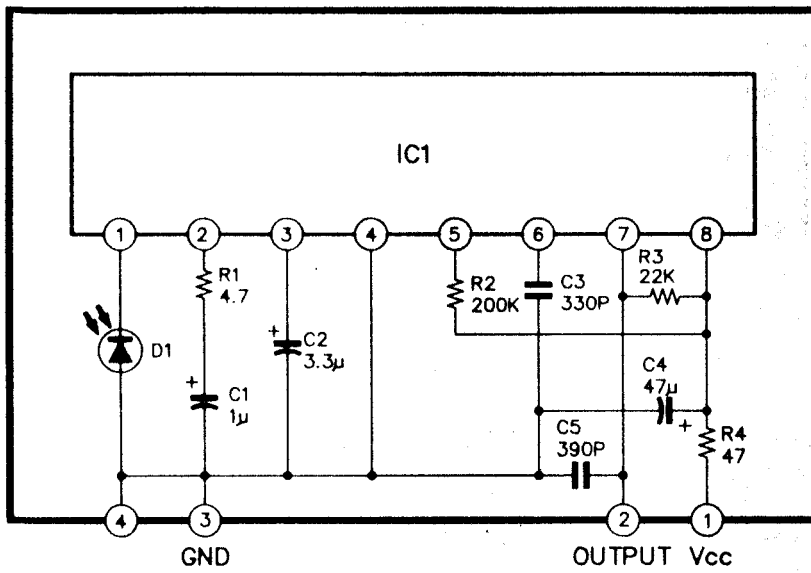 IC1
1 2 3 4 5 6 7 8
R1
4.7
R2
200K
C3
330P
R3
22K
D1
+
C2
3.3µ
+
C1
1µ
C4
47µ
+
C5
390P
R4
47
4 3 2 1
GND OUTPUT Vcc